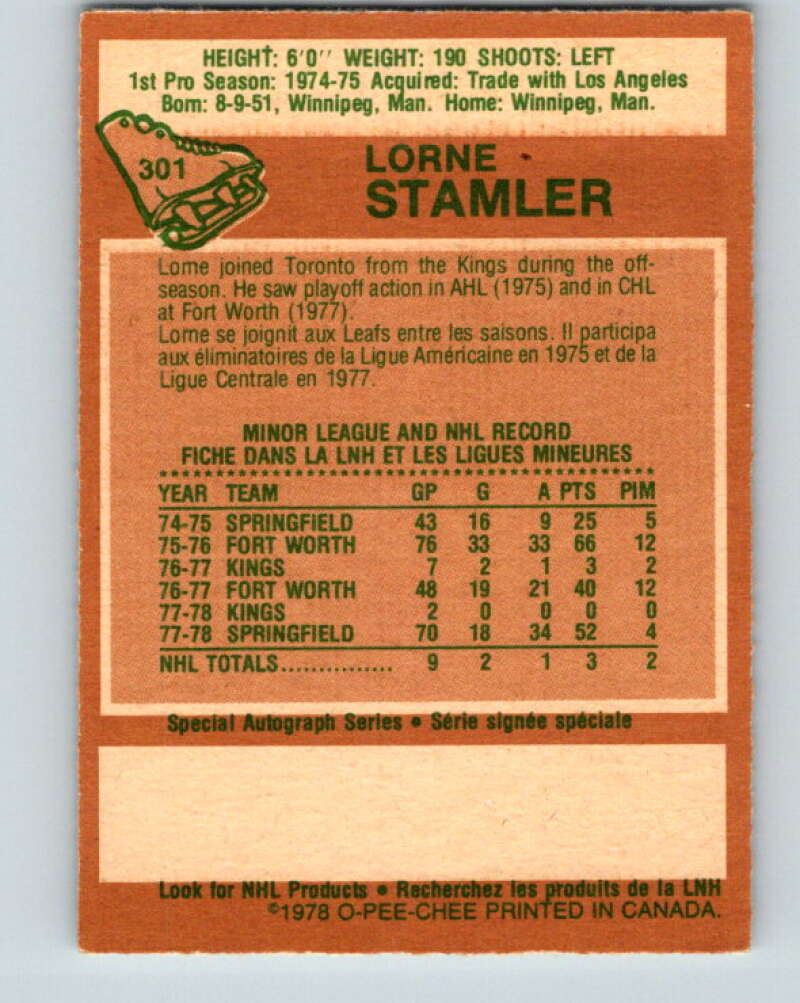 HEIGHT: 6'0'' WEIGHT: 190 SHOOTS: LEFT
1st Pro Season: 1974-75 Acquired: Trade with Los Angeles
Born: 8-9-51, Winnipeg, Man. Home: Winnipeg, Man.
301
LORNE
STAMLER
Lorne joined Toronto from the Kings during the off-
season. He saw playoff action in AHL (1975) and in CHL
at Fort Worth (1977).
Lorne se joignit aux Leafs entre les saisons. Il participa
aux éliminatoires de la Ligue Américaine en 1975 et de la
Ligue Centrale en 1977.
MINOR LEAGUE AND NHL RECORD
FICHE DANS LA LNH ET LES LIGUES MINEURES
YEAR TEAM GP G A PTS PIM
74-75 SPRINGFIELD 43 16 9 25 5
75-76 FORT WORTH 76 33 33 66 12
76-77 KINGS 7 2 1 3 2
76-77 FORT WORTH 48 19 21 40 12
77-78 KINGS 2 0 0 0 0
77-78 SPRINGFIELD 70 18 34 52 4
NHL TOTALS............... 9 2 1 3 2
Special Autograph Series • Série signée spéciale
Look for NHL Products • Recherchez les produits de la LNH
©1978 O-PEE-CHEE PRINTED IN CANADA.